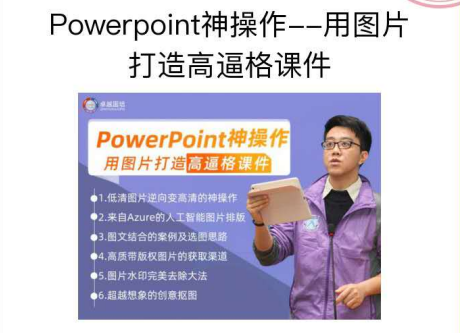 Powerpoint神操作--用图片
打造高逼格课件
卓越国培
PowerPoint神操作
用图片打造高逼格课件
1.低清图片逆向变高清的神操作
2.来自Azure的人工智能图片排版
3.图文结合的案例及选图思路
4.高质带版权图片的获取渠道
5.图片水印完美去除大法
6.超越想象的创意抠图